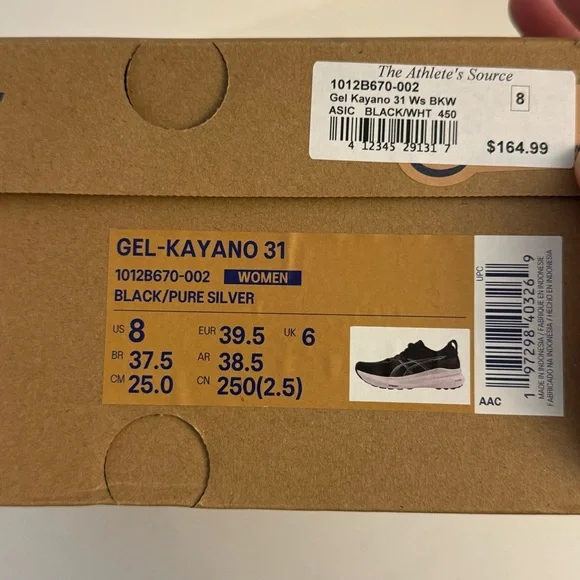 The Athlete's Source
1012B670-002
Gel Kayano 31 Ws BKW
8
ASIC BLACK/WHT 450
4 12345 29131 7
$164.99
GEL-KAYANO 31
1012B670-002 WOMEN
BLACK/PURE SILVER
US 8 EUR 39.5 UK 6
BR 37.5 AR 38.5
CM 25.0 CN 250(2.5)
UPC
1 97298 40326 9
MADE IN INDONESIA / FABRIQUE EN INDONESIE
FABRICADO NA INDONESIA / HECHO EN INDONESIA
AAC